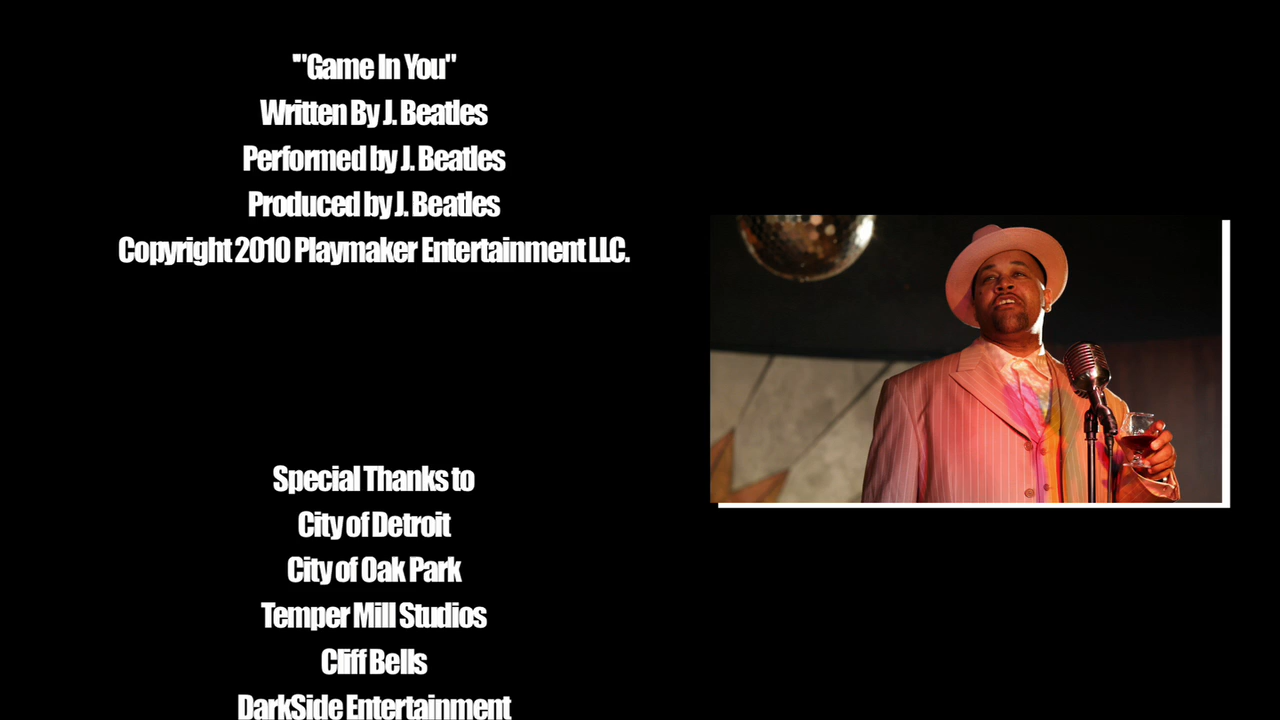 "'Game In You"
Written By J. Beatles
Performed by J. Beatles
Produced by J. Beatles
Copyright 2010 Playmaker Entertainment LLC.
Special Thanks to
City of Detroit
City of Oak Park
Temper Mill Studios
Cliff Bells
DarkSide Entertainment